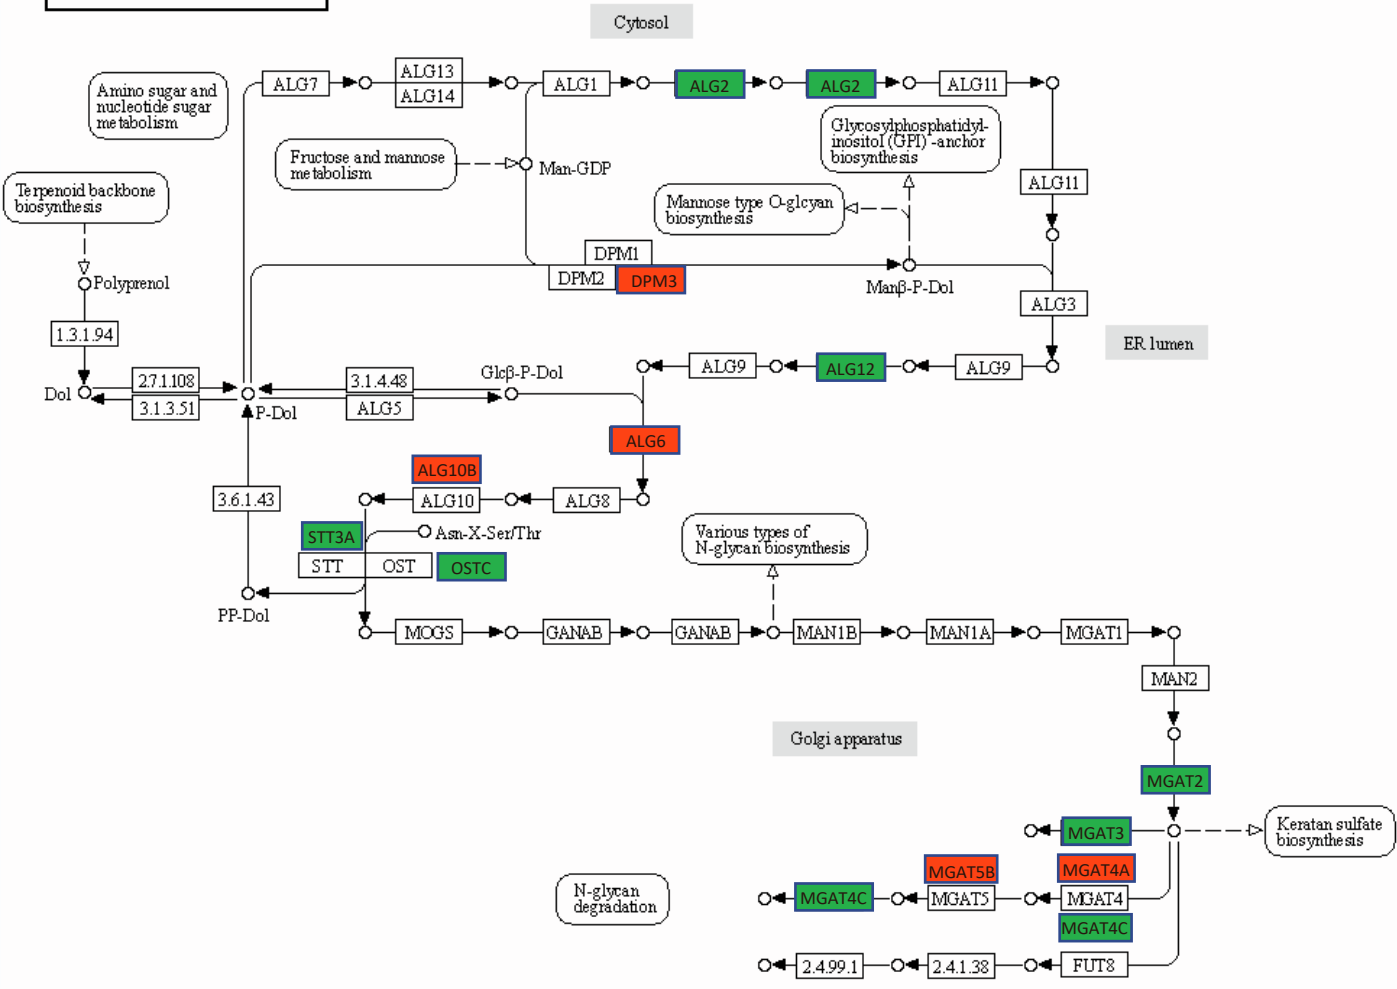 Cytosol
Amino sugar and
nucleotide sugar
metabolism
ALG7
ALG13
ALG14
ALG1
ALG2
ALG2
ALG11
Glycosylphosphatidyl-
inositol (GPI) -anchor
biosynthesis
Fructose and mannose
metabolism
Man-GDP
Terpenoid backbone
biosynthesis
Mannose type O-glcyan
biosynthesis
ALG11
DPM1
DPM2
DPM3
Manβ-P-Dol
Polyprenol
ALG3
1.3.1.94
ER lumen
ALG9
ALG12
ALG9
Dol
2.7.1.108
3.1.3.51
P-Dol
3.1.4.48
ALG5
Glcβ-P-Dol
ALG6
ALG10B
ALG10
ALG8
3.6.1.43
STT3A
Asn-X-Ser/Thr
STT
OST
OSTC
Various types of
N-glycan biosynthesis
PP-Dol
MOGS
GANAB
GANAB
MAN1B
MAN1A
MGAT1
MAN2
Golgi apparatus
MGAT2
MGAT3
Keratan sulfate
biosynthesis
MGAT5B
MGAT4A
N-glycan
degradation
MGAT4C
MGAT5
MGAT4
MGAT4C
2.4.99.1
2.4.1.38
FUT8